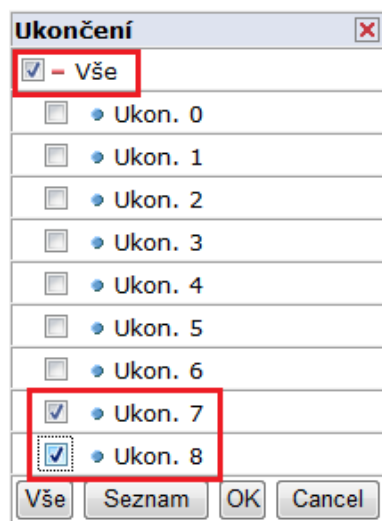 Ukončení
Vše
Ukon. 0
Ukon. 1
Ukon. 2
Ukon. 3
Ukon. 4
Ukon. 5
Ukon. 6
Ukon. 7
Ukon. 8
Vše Seznam OK Cancel